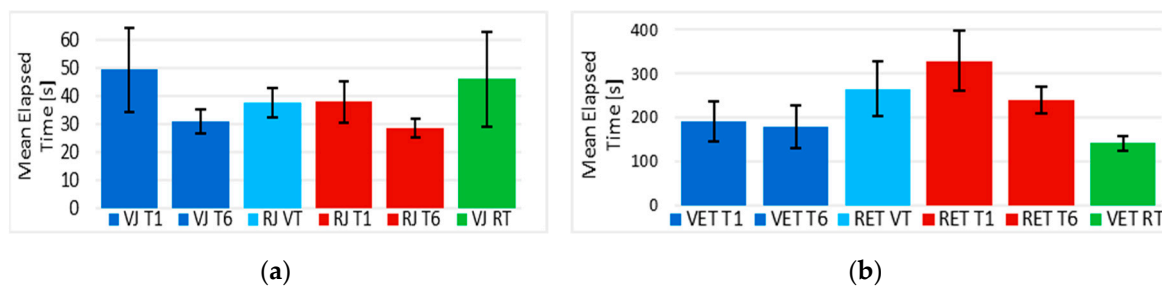 Mean Elapsed
Time [s]
60
50
40
30
20
10
0
VJ T1 VJ T6 RJ VT RJ T1 RJ T6 VJ RT
(a)
Mean Elapsed
Time [s]
400
300
200
100
0
VET T1 VET T6 RET VT RET T1 RET T6 VET RT
(b)